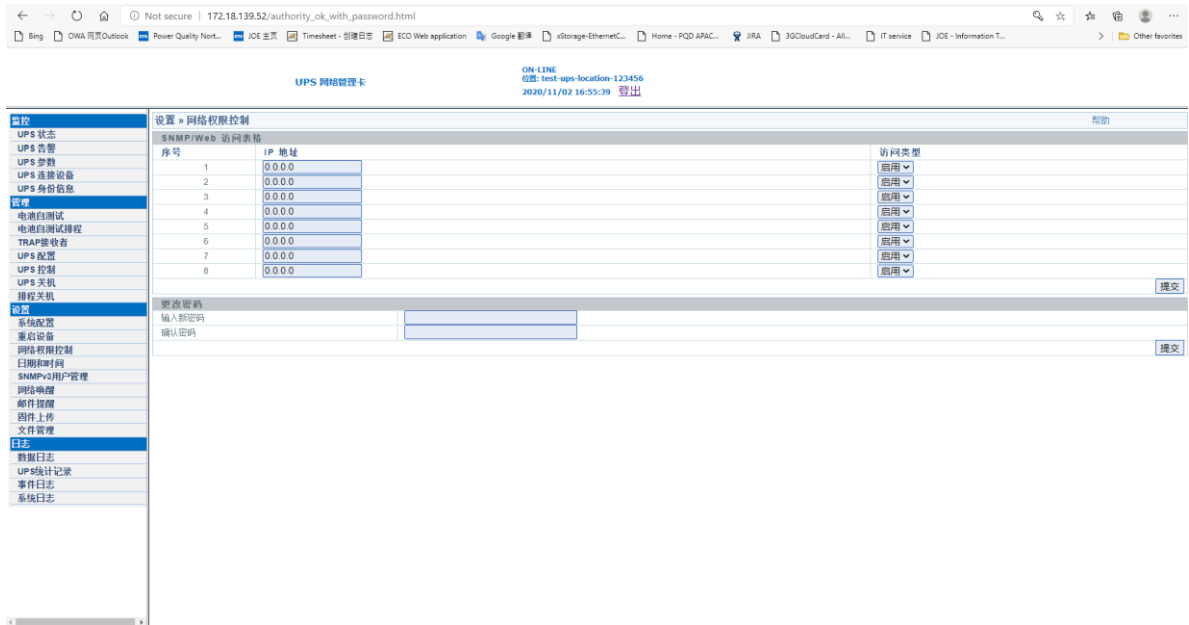 Not secure | 172.18.139.52/authority_ok_with_password.html
Bing OWA 网页Outlook Power Quality Nort... JOE 主页 Timesheet - 创建日志 ECO Web application Google 翻译 xStorage-EthernetC... Home - PQD APAC... JIRA 3GCloudCard - All... IT service JOE - Information T... Other favorites
UPS 网络管理卡
ON-LINE
位置: test-ups-location-123456
2020/11/02 16:55:39 登出
监控
UPS 状态
UPS 告警
UPS 参数
UPS 连接设备
UPS 身份信息
管理
电池自测试
电池自测试排程
TRAP接收者
UPS 配置
UPS 控制
UPS 关机
排程关机
设置
系统配置
重启设备
网络权限控制
日期和时间
SNMPv3用户管理
网络唤醒
邮件提醒
固件上传
文件管理
日志
数据日志
UPS统计记录
事件日志
系统日志
设置 » 网络权限控制 帮助
SNMP/Web 访问表格
序号 IP 地址 访问类型
1 0.0.0.0 启用
2 0.0.0.0 启用
3 0.0.0.0 启用
4 0.0.0.0 启用
5 0.0.0.0 启用
6 0.0.0.0 启用
7 0.0.0.0 启用
8 0.0.0.0 启用
提交
更改密码
输入新密码
确认密码
提交